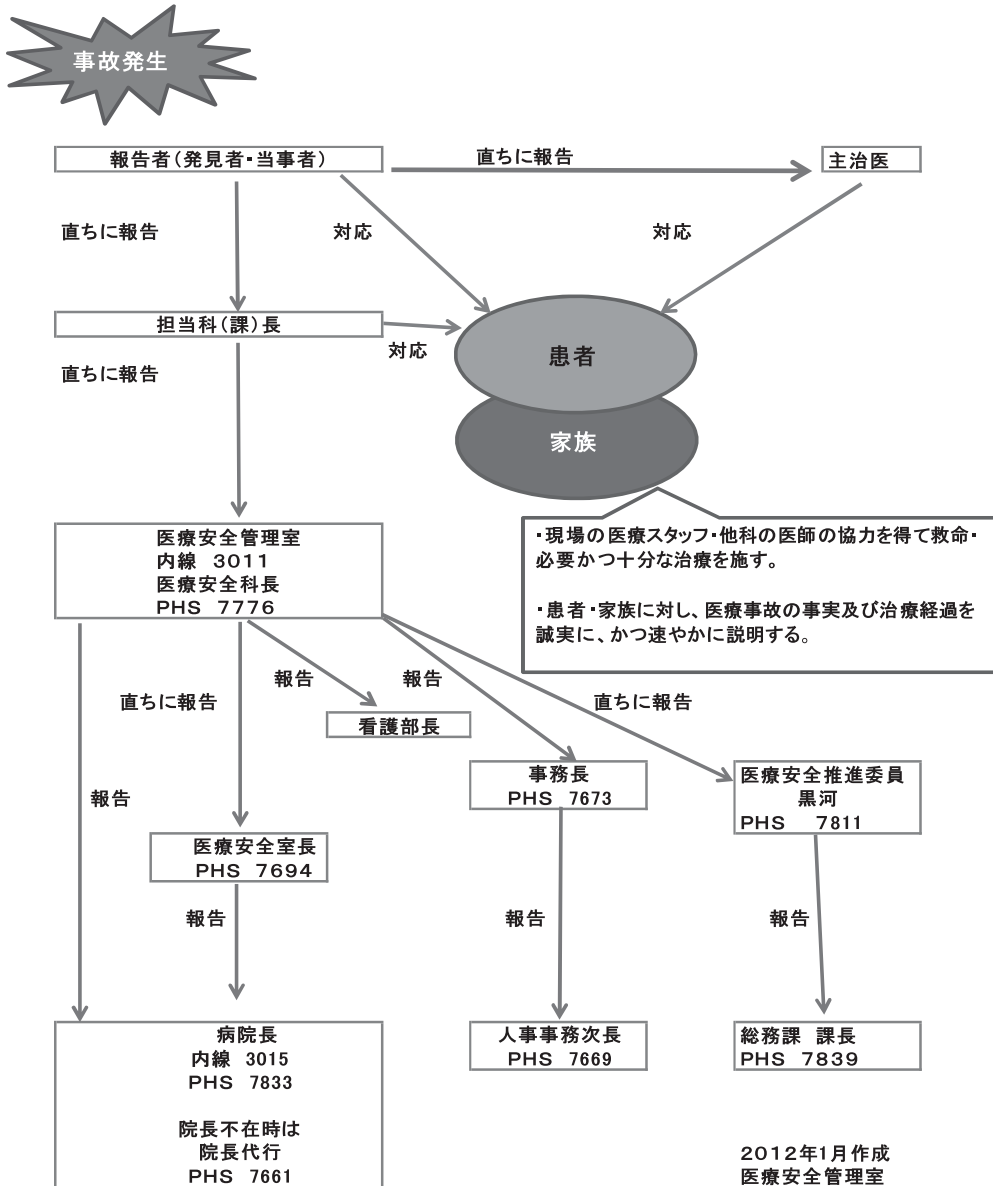 事故発生
報告者(発見者・当事者)
直ちに報告
主治医
直ちに報告
対応
対応
担当科(課)長
対応
患者
直ちに報告
家族
医療安全管理室
内線 3011
医療安全科長
PHS 7776
・現場の医療スタッフ・他科の医師の協力を得て救命・
必要かつ十分な治療を施す。
・患者・家族に対し、医療事故の事実及び治療経過を
誠実に、かつ速やかに説明する。
報告
報告
直ちに報告
直ちに報告
看護部長
事務長
PHS 7673
医療安全推進委員
黒河
PHS 7811
報告
医療安全室長
PHS 7694
報告
報告
報告
病院長
内線 3015
PHS 7833
院長不在時は
院長代行
PHS 7661
人事事務次長
PHS 7669
総務課 課長
PHS 7839
2012年1月作成
医療安全管理室